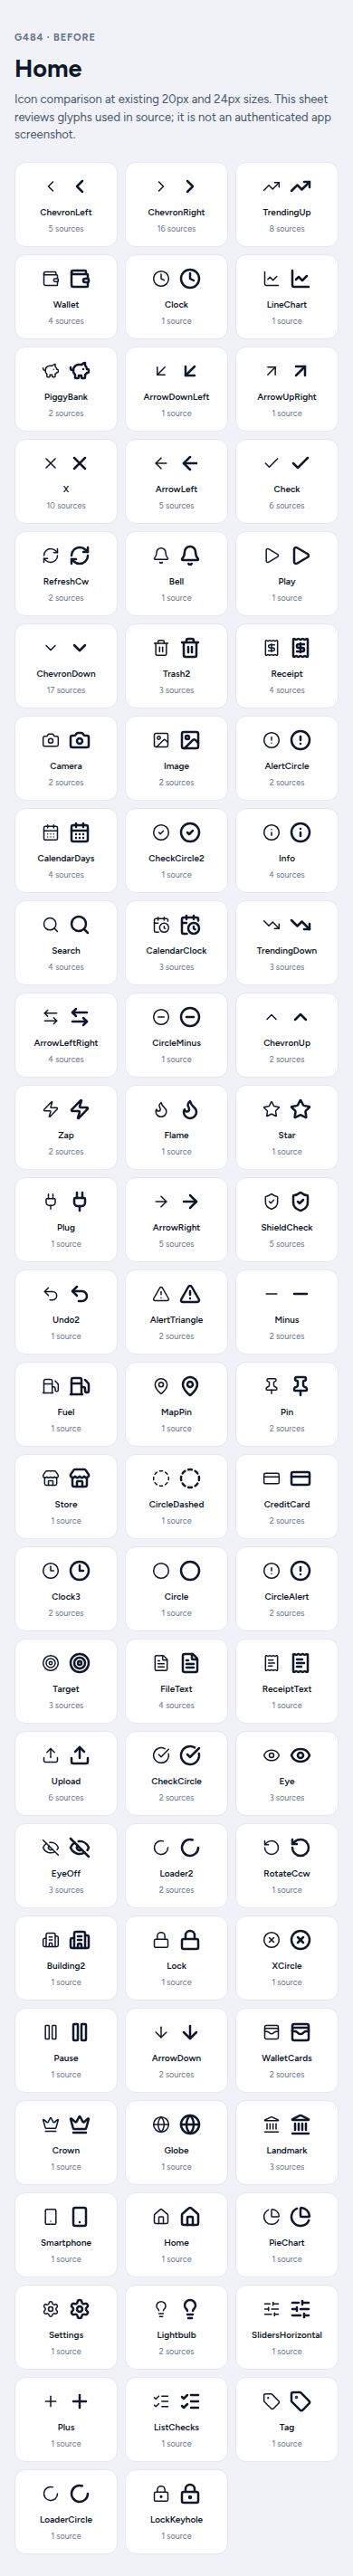 G484 · BEFORE
Home
Icon comparison at existing 20px and 24px sizes. This sheet
reviews glyphs used in source; it is not an authenticated app
screenshot.
ChevronLeft
5 sources
ChevronRight
16 sources
TrendingUp
8 sources
Wallet
4 sources
Clock
1 source
LineChart
1 source
PiggyBank
2 sources
ArrowDownLeft
1 source
ArrowUpRight
1 source
X
10 sources
ArrowLeft
5 sources
Check
6 sources
RefreshCw
2 sources
Bell
1 source
Play
1 source
ChevronDown
17 sources
Trash2
3 sources
Receipt
4 sources
Camera
2 sources
Image
2 sources
AlertCircle
2 sources
CalendarDays
4 sources
CheckCircle2
1 source
Info
4 sources
Search
4 sources
CalendarClock
3 sources
TrendingDown
3 sources
ArrowLeftRight
4 sources
CircleMinus
1 source
ChevronUp
2 sources
Zap
2 sources
Flame
1 source
Star
1 source
Plug
1 source
ArrowRight
5 sources
ShieldCheck
5 sources
Undo2
1 source
AlertTriangle
2 sources
Minus
2 sources
Fuel
1 source
MapPin
1 source
Pin
2 sources
Store
1 source
CircleDashed
1 source
CreditCard
2 sources
Clock3
2 sources
Circle
1 source
CircleAlert
2 sources
Target
3 sources
FileText
4 sources
ReceiptText
1 source
Upload
6 sources
CheckCircle
2 sources
Eye
3 sources
EyeOff
3 sources
Loader2
2 sources
RotateCcw
1 source
Building2
1 source
Lock
1 source
XCircle
1 source
Pause
1 source
ArrowDown
2 sources
WalletCards
2 sources
Crown
1 source
Globe
1 source
Landmark
3 sources
Smartphone
1 source
Home
1 source
PieChart
2 sources
Settings
1 source
Lightbulb
2 sources
SlidersHorizontal
1 source
Plus
1 source
ListChecks
1 source
Tag
1 source
LoaderCircle
1 source
LockKeyhole
1 source